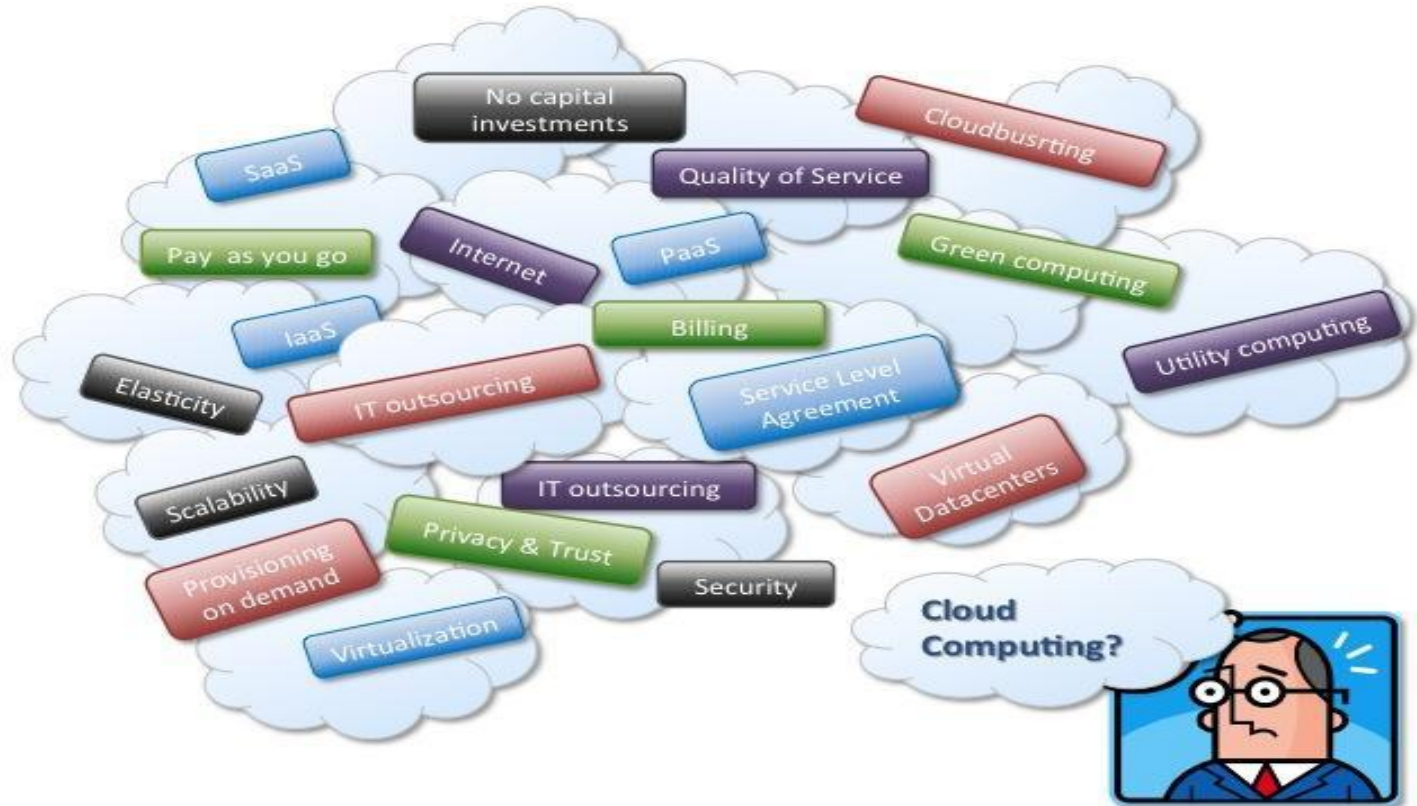 No capital
investments
Cloudbusrting
SaaS
Quality of Service
Pay as you go
Internet
PaaS
Green computing
IaaS
Billing
Utility computing
Elasticity
IT outsourcing
Service Level
Agreement
Scalability
IT outsourcing
Virtual
Datacenters
Privacy & Trust
Provisioning
on demand
Security
Virtualization
Cloud
Computing?